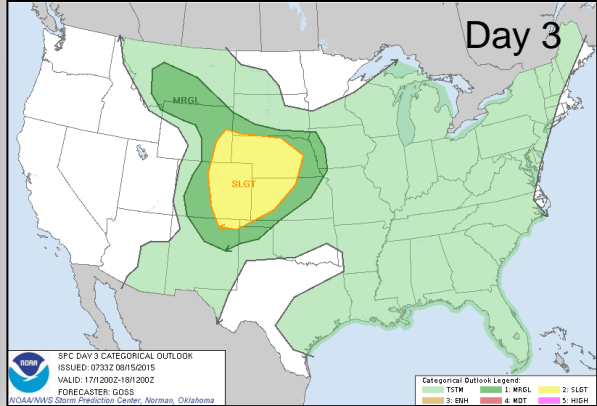 Day 3
MRGL
SLGT
NOAA
SPC DAY 3 CATEGORICAL OUTLOOK
ISSUED: 0733Z 08/15/2015
VALID: 17/1200Z-18/1200Z
FORECASTER: GOSS
NOAA/NWS Storm Prediction Center, Norman, Oklahoma
Categorical Outlook Legend:
TSTM 1: MRGL 2: SLGT
3: ENH 4: MDT 5: HIGH